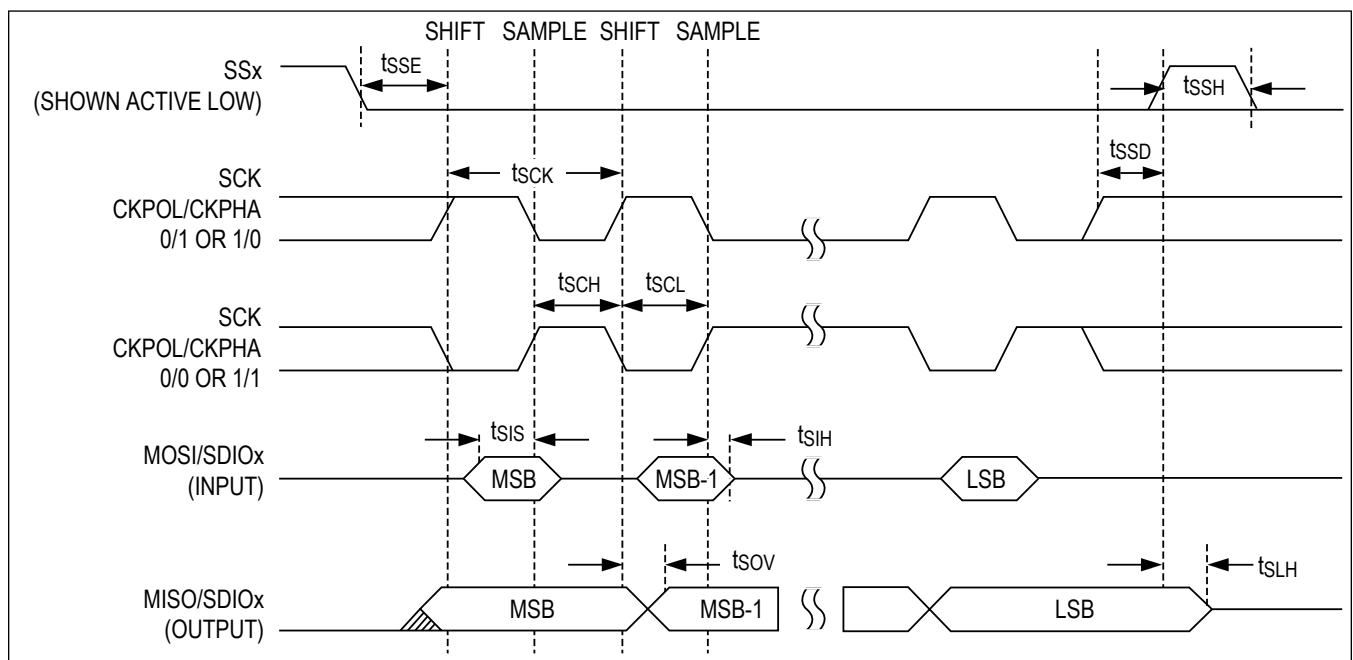 SHIFT SAMPLE SHIFT SAMPLE
SSx
(SHOWN ACTIVE LOW)
tSSE
tSSH
tSSD
SCK
CKPOL/CKPHA
0/1 OR 1/0
tSCK
tSCH
tSCL
SCK
CKPOL/CKPHA
0/0 OR 1/1
MOSI/SDIOx
(INPUT)
tSIS
tSIH
MSB
MSB-1
LSB
MISO/SDIOx
(OUTPUT)
tSOV
tSLH
MSB
MSB-1
LSB